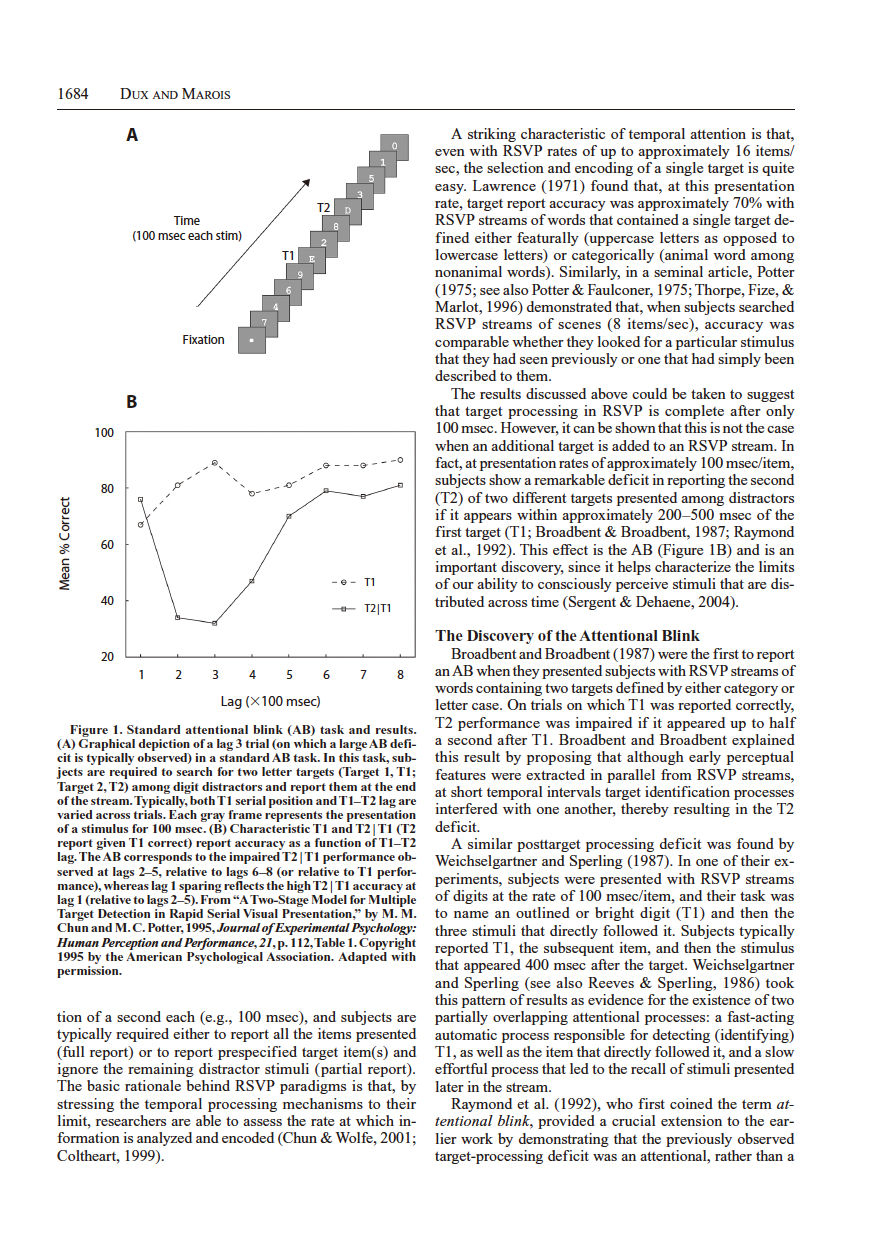 1684 DUX AND MAROIS
A
0
1
5
3
T2 D
8
2
T1 E
9
6
4
7
Time
(100 msec each stim)
Fixation
B
100
80
60
40
20
Mean % Correct
T1
T2|T1
1 2 3 4 5 6 7 8
Lag (×100 msec)
Figure 1. Standard attentional blink (AB) task and results.
(A) Graphical depiction of a lag 3 trial (on which a large AB defi-
cit is typically observed) in a standard AB task. In this task, sub-
jects are required to search for two letter targets (Target 1, T1;
Target 2, T2) among digit distractors and report them at the end
of the stream. Typically, both T1 serial position and T1–T2 lag are
varied across trials. Each gray frame represents the presentation
of a stimulus for 100 msec. (B) Characteristic T1 and T2 | T1 (T2
report given T1 correct) report accuracy as a function of T1–T2
lag. The AB corresponds to the impaired T2 | T1 performance ob-
served at lags 2–5, relative to lags 6–8 (or relative to T1 perfor-
mance), whereas lag 1 sparing reflects the high T2 | T1 accuracy at
lag 1 (relative to lags 2–5). From “A Two-Stage Model for Multiple
Target Detection in Rapid Serial Visual Presentation,” by M. M.
Chun and M. C. Potter, 1995, Journal of Experimental Psychology:
Human Perception and Performance, 21, p. 112, Table 1. Copyright
1995 by the American Psychological Association. Adapted with
permission.
tion of a second each (e.g., 100 msec), and subjects are
typically required either to report all the items presented
(full report) or to report prespecified target item(s) and
ignore the remaining distractor stimuli (partial report).
The basic rationale behind RSVP paradigms is that, by
stressing the temporal processing mechanisms to their
limit, researchers are able to assess the rate at which in-
formation is analyzed and encoded (Chun & Wolfe, 2001;
Coltheart, 1999).
A striking characteristic of temporal attention is that,
even with RSVP rates of up to approximately 16 items/
sec, the selection and encoding of a single target is quite
easy. Lawrence (1971) found that, at this presentation
rate, target report accuracy was approximately 70% with
RSVP streams of words that contained a single target de-
fined either featurally (uppercase letters as opposed to
lowercase letters) or categorically (animal word among
nonanimal words). Similarly, in a seminal article, Potter
(1975; see also Potter & Faulconer, 1975; Thorpe, Fize, &
Marlot, 1996) demonstrated that, when subjects searched
RSVP streams of scenes (8 items/sec), accuracy was
comparable whether they looked for a particular stimulus
that they had seen previously or one that had simply been
described to them.
The results discussed above could be taken to suggest
that target processing in RSVP is complete after only
100 msec. However, it can be shown that this is not the case
when an additional target is added to an RSVP stream. In
fact, at presentation rates of approximately 100 msec/item,
subjects show a remarkable deficit in reporting the second
(T2) of two different targets presented among distractors
if it appears within approximately 200–500 msec of the
first target (T1; Broadbent & Broadbent, 1987; Raymond
et al., 1992). This effect is the AB (Figure 1B) and is an
important discovery, since it helps characterize the limits
of our ability to consciously perceive stimuli that are dis-
tributed across time (Sergent & Dehaene, 2004).
The Discovery of the Attentional Blink
Broadbent and Broadbent (1987) were the first to report
an AB when they presented subjects with RSVP streams of
words containing two targets defined by either category or
letter case. On trials on which T1 was reported correctly,
T2 performance was impaired if it appeared up to half
a second after T1. Broadbent and Broadbent explained
this result by proposing that although early perceptual
features were extracted in parallel from RSVP streams,
at short temporal intervals target identification processes
interfered with one another, thereby resulting in the T2
deficit.
A similar posttarget processing deficit was found by
Weichselgartner and Sperling (1987). In one of their ex-
periments, subjects were presented with RSVP streams
of digits at the rate of 100 msec/item, and their task was
to name an outlined or bright digit (T1) and then the
three stimuli that directly followed it. Subjects typically
reported T1, the subsequent item, and then the stimulus
that appeared 400 msec after the target. Weichselgartner
and Sperling (see also Reeves & Sperling, 1986) took
this pattern of results as evidence for the existence of two
partially overlapping attentional processes: a fast-acting
automatic process responsible for detecting (identifying)
T1, as well as the item that directly followed it, and a slow
effortful process that led to the recall of stimuli presented
later in the stream.
Raymond et al. (1992), who first coined the term at-
tentional blink, provided a crucial extension to the ear-
lier work by demonstrating that the previously observed
target-processing deficit was an attentional, rather than a